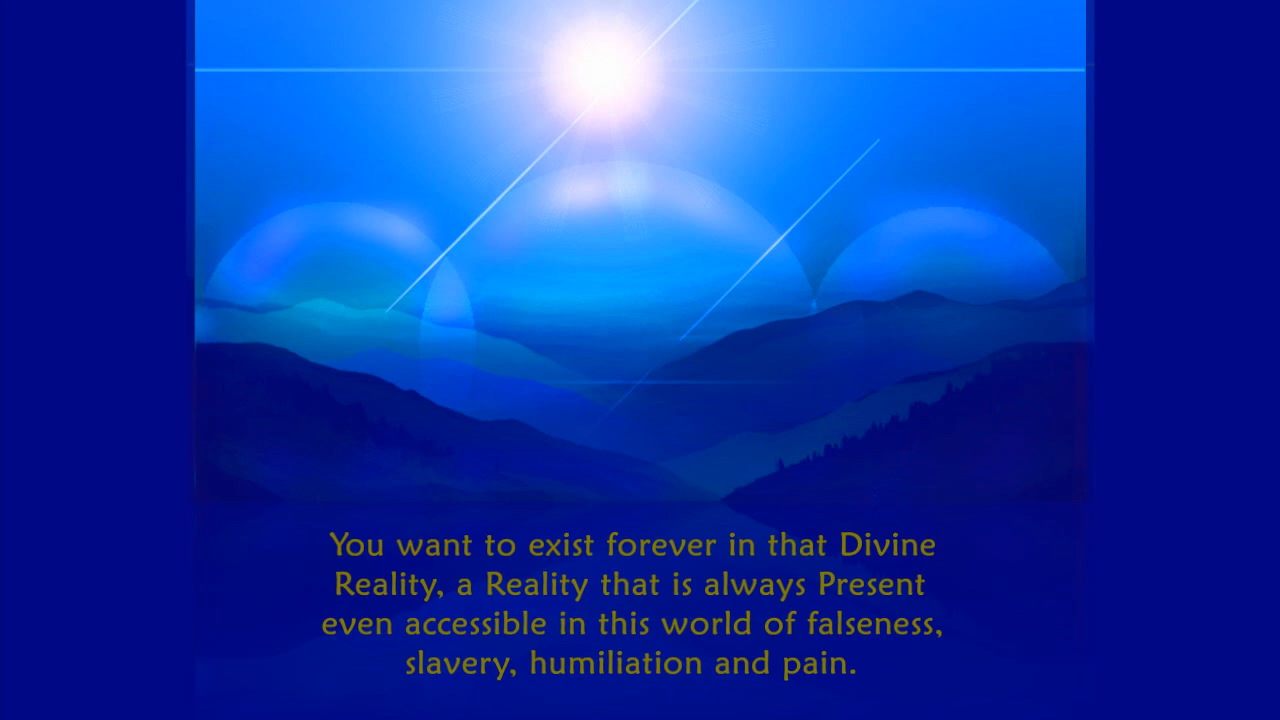 You want to exist forever in that Divine
Reality, a Reality that is always Present
even accessible in this world of falseness,
slavery, humiliation and pain.